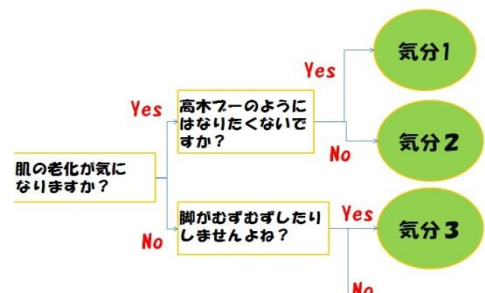 気分1
Yes
Yes
高木ブーのように
はなりたくないで
すか？
No
気分2
肌の老化が気に
なりますか？
No
脚がむずむずしたり
しませんよね？
Yes
気分3
No